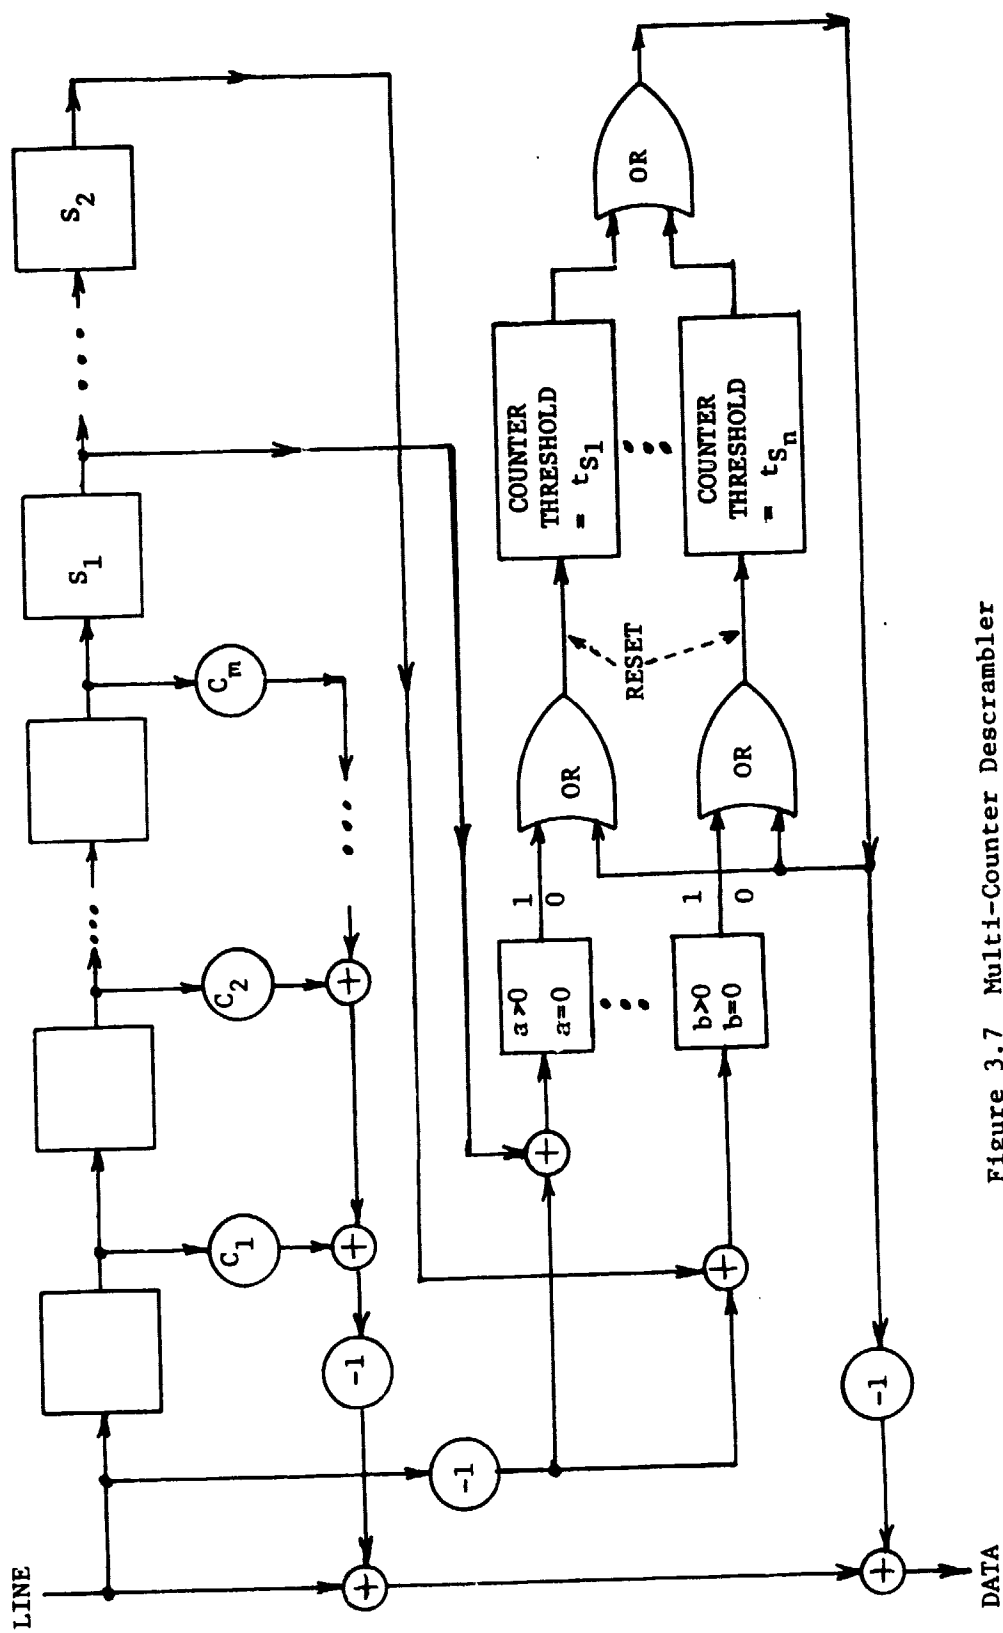 LINE
C₁
C₂
Cₘ
S₁
S₂
-1
-1
a>0
a=0
1
0
OR
COUNTER
THRESHOLD
= tS₁
b>0
b=0
1
0
OR
RESET
COUNTER
THRESHOLD
= tSₙ
OR
-1
DATA
Figure 3.7 Multi-Counter Descrambler